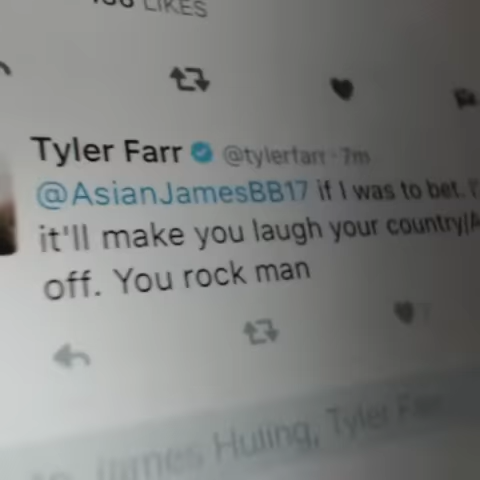 LIKES
Tyler Farr @tylerfarr · 7m
@AsianJamesBB17 if I was to bet.
it'll make you laugh your country
off. You rock man
James Huling, Tyler Farr